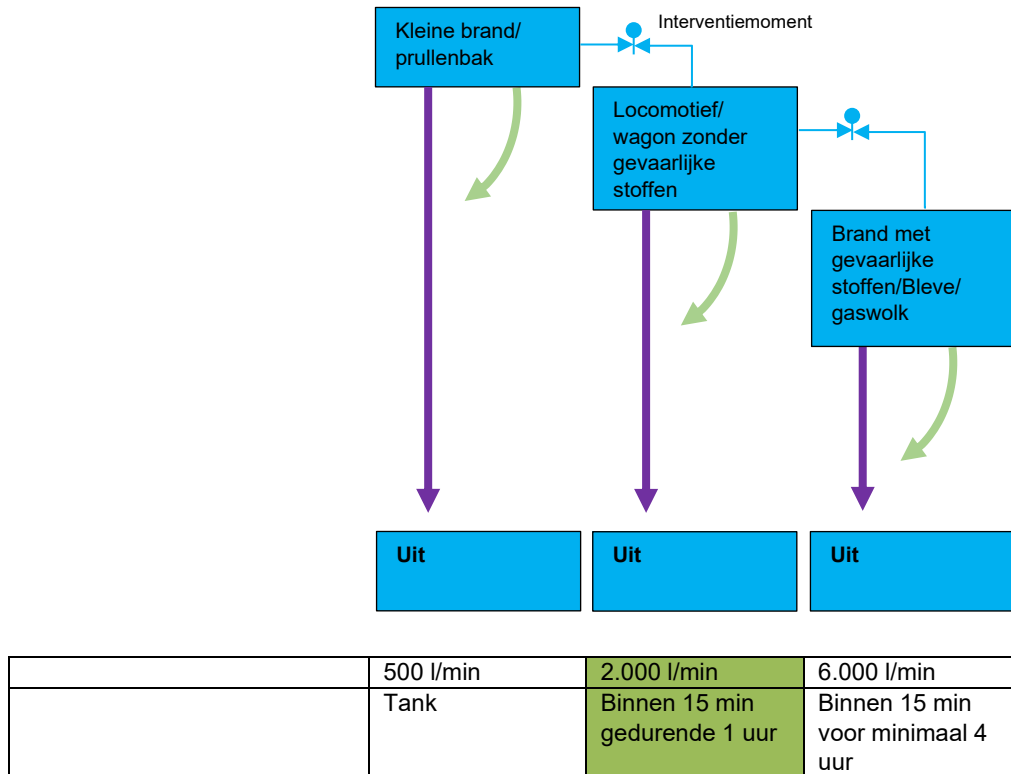 Kleine brand/
prullenbak
Interventiemoment
Locomotief/
wagon zonder
gevaarlijke
stoffen
Brand met
gevaarlijke
stoffen/Bleve/
gaswolk
Uit
Uit
Uit
500 l/min
2.000 l/min
6.000 l/min
Tank
Binnen 15 min
gedurende 1 uur
Binnen 15 min
voor minimaal 4
uur